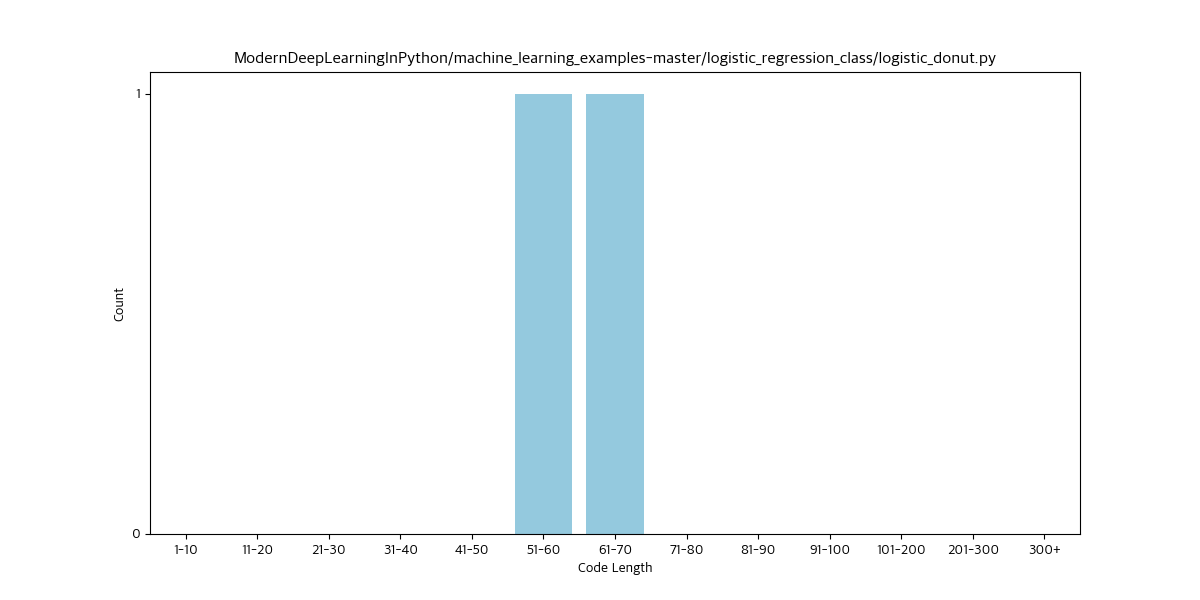 ModernDeepLearningInPython/machine_learning_examples-master/logistic_regression_class/logistic_donut.py
1
Count
0
1-10 11-20 21-30 31-40 41-50 51-60 61-70 71-80 81-90 91-100 101-200 201-300 300+
Code Length